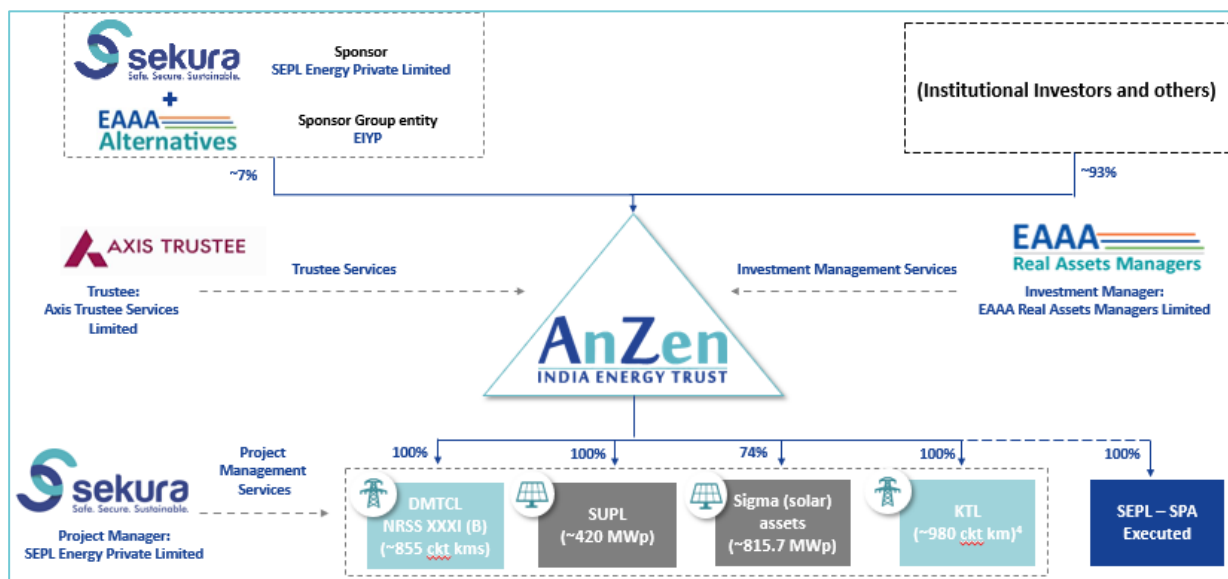 sekura
Safe. Secure. Sustainable.
+
EAAA
Alternatives
Sponsor
SEPL Energy Private Limited
Sponsor Group entity
EIYP
(Institutional Investors and others)
~7%
~93%
AXIS TRUSTEE
Trustee:
Axis Trustee Services
Limited
Trustee Services
Investment Management Services
EAAA
Real Assets Managers
Investment Manager:
EAAA Real Assets Managers Limited
AnZen
INDIA ENERGY TRUST
sekura
Safe. Secure. Sustainable.
Project Manager:
SEPL Energy Private Limited
Project
Management
Services
100%
100%
74%
100%
100%
DMTCL
NRSS XXXI (B)
(~855 ckt kms)
SUPL
(~420 MWp)
Sigma (solar)
assets
(~815.7 MWp)
KTL
(~980 ckt km)⁴
SEPL – SPA
Executed